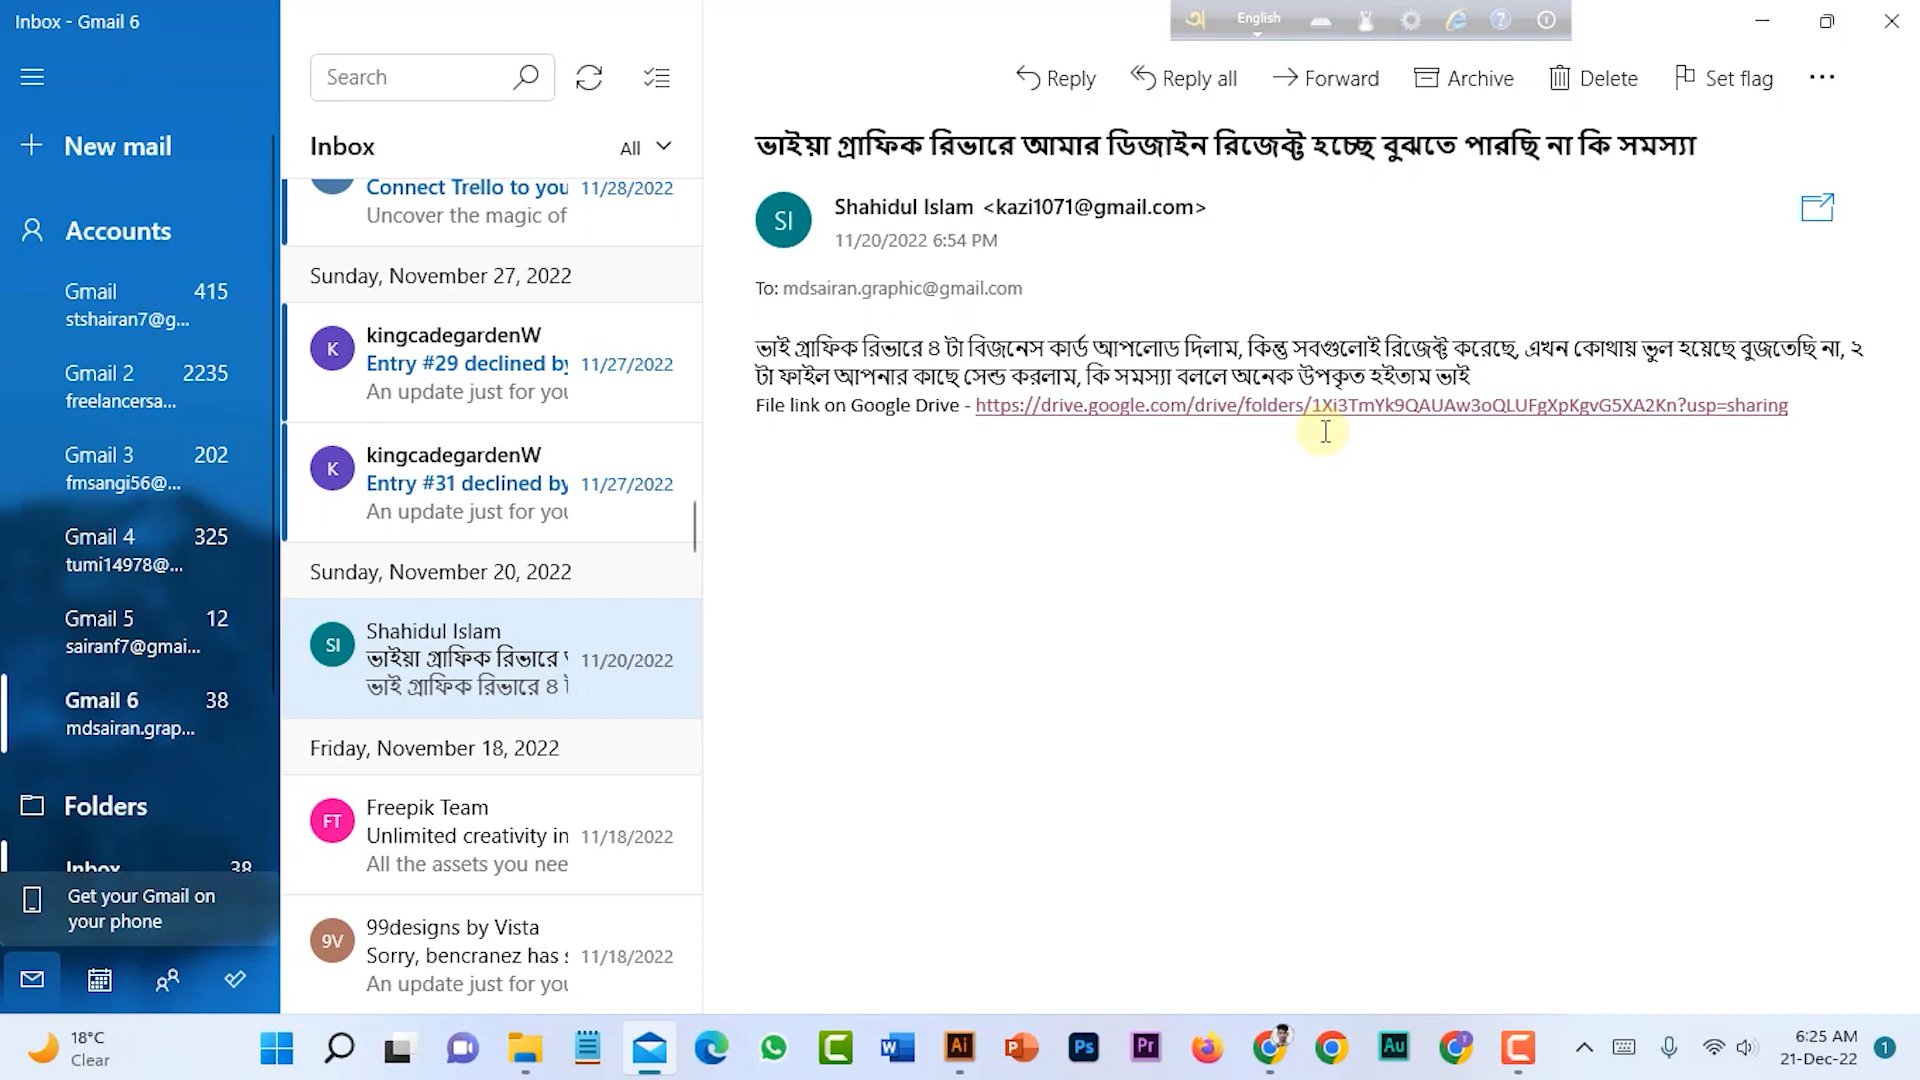 Inbox - Gmail 6
New mail
Accounts
Gmail 415
stshairan7@g...
Gmail 2 2235
freelancersa...
Gmail 3 202
fmsangi56@...
Gmail 4 325
tumi14978@...
Gmail 5 12
sairanf7@gmai...
Gmail 6 38
mdsairan.grap...
Folders
Inbox 38
Get your Gmail on
your phone
Search
Inbox All
Connect Trello to you 11/28/2022
Uncover the magic of
Sunday, November 27, 2022
K kingcadegardenW
Entry #29 declined by 11/27/2022
An update just for you
K kingcadegardenW
Entry #31 declined by 11/27/2022
An update just for you
Sunday, November 20, 2022
SI Shahidul Islam
ভাইয়া গ্রাফিক রিভারে 11/20/2022
ভাই গ্রাফিক রিভারে ৪
Friday, November 18, 2022
FT Freepik Team
Unlimited creativity in 11/18/2022
All the assets you nee
9V 99designs by Vista
Sorry, bencranez has s 11/18/2022
An update just for you
অ English
Reply Reply all Forward Archive Delete Set flag
ভাইয়া গ্রাফিক রিভারে আমার ডিজাইন রিজেক্ট হচ্ছে বুঝতে পারছি না কি সমস্যা
SI Shahidul Islam <kazi1071@gmail.com>
11/20/2022 6:54 PM
To: mdsairan.graphic@gmail.com
ভাই গ্রাফিক রিভারে ৪ টা বিজনেস কার্ড আপলোড দিলাম, কিন্তু সবগুলোই রিজেক্ট করেছে, এখন কোথায় ভুল হয়েছে বুজতেছি না, ২
টা ফাইল আপনার কাছে সেন্ড করলাম, কি সমস্যা বললে অনেক উপকৃত হইতাম ভাই
File link on Google Drive - https://drive.google.com/drive/folders/1Xi3TmYk9QAUAw3oQLUFgXpKgvG5XA2Kn?usp=sharing
18°C
Clear
6:25 AM
21-Dec-22
1